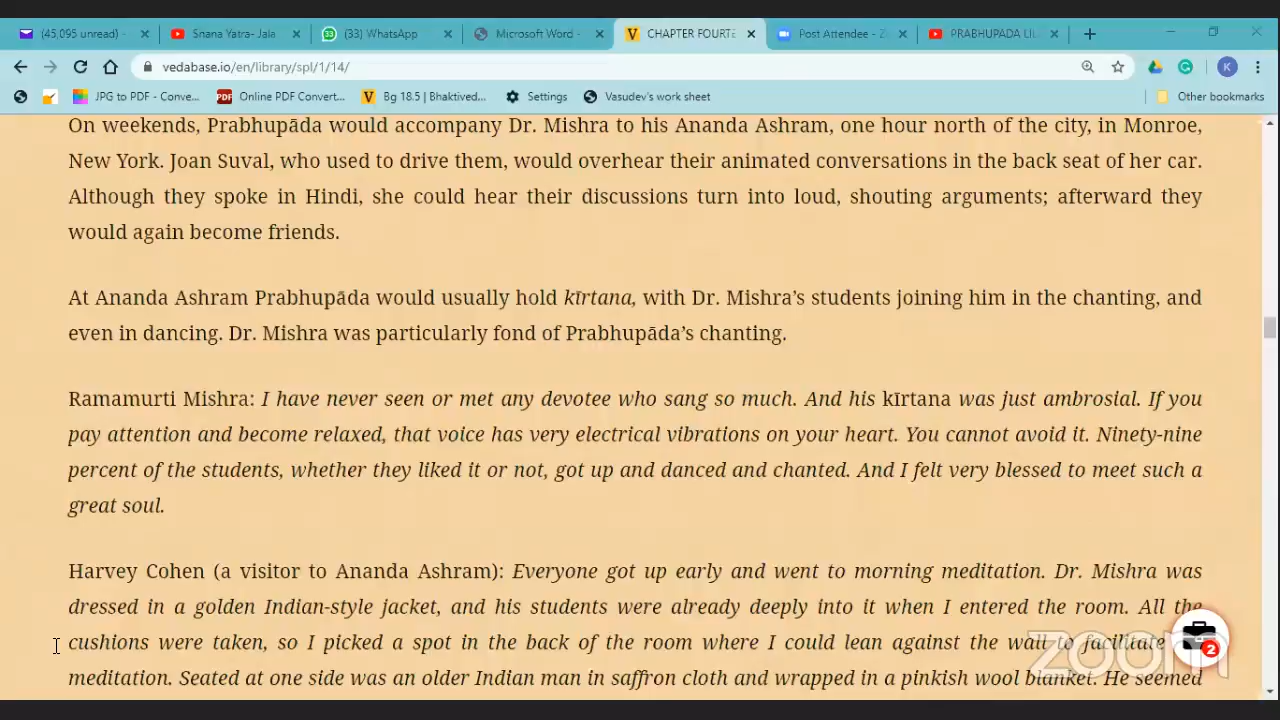 (45,095 unread) -
Snana Yatra- Jala
(33) WhatsApp
Microsoft Word -
CHAPTER FOURTE
Post Attendee - Z
PRABHUPADA LIL
vedabase.io/en/library/spl/1/14/
K
JPG to PDF - Conve...
PDF Online PDF Convert...
Bg 18.5 | Bhaktived...
Settings
Vasudev's work sheet
Other bookmarks
On weekends, Prabhupāda would accompany Dr. Mishra to his Ananda Ashram, one hour north of the city, in Monroe,
New York. Joan Suval, who used to drive them, would overhear their animated conversations in the back seat of her car.
Although they spoke in Hindi, she could hear their discussions turn into loud, shouting arguments; afterward they
would again become friends.
At Ananda Ashram Prabhupāda would usually hold kīrtana, with Dr. Mishra’s students joining him in the chanting, and
even in dancing. Dr. Mishra was particularly fond of Prabhupāda’s chanting.
Ramamurti Mishra: I have never seen or met any devotee who sang so much. And his kīrtana was just ambrosial. If you
pay attention and become relaxed, that voice has very electrical vibrations on your heart. You cannot avoid it. Ninety-nine
percent of the students, whether they liked it or not, got up and danced and chanted. And I felt very blessed to meet such a
great soul.
Harvey Cohen (a visitor to Ananda Ashram): Everyone got up early and went to morning meditation. Dr. Mishra was
dressed in a golden Indian-style jacket, and his students were already deeply into it when I entered the room. All the
cushions were taken, so I picked a spot in the back of the room where I could lean against the wall to facilitate
meditation. Seated at one side was an older Indian man in saffron cloth and wrapped in a pinkish wool blanket. He seemed
2
zoom